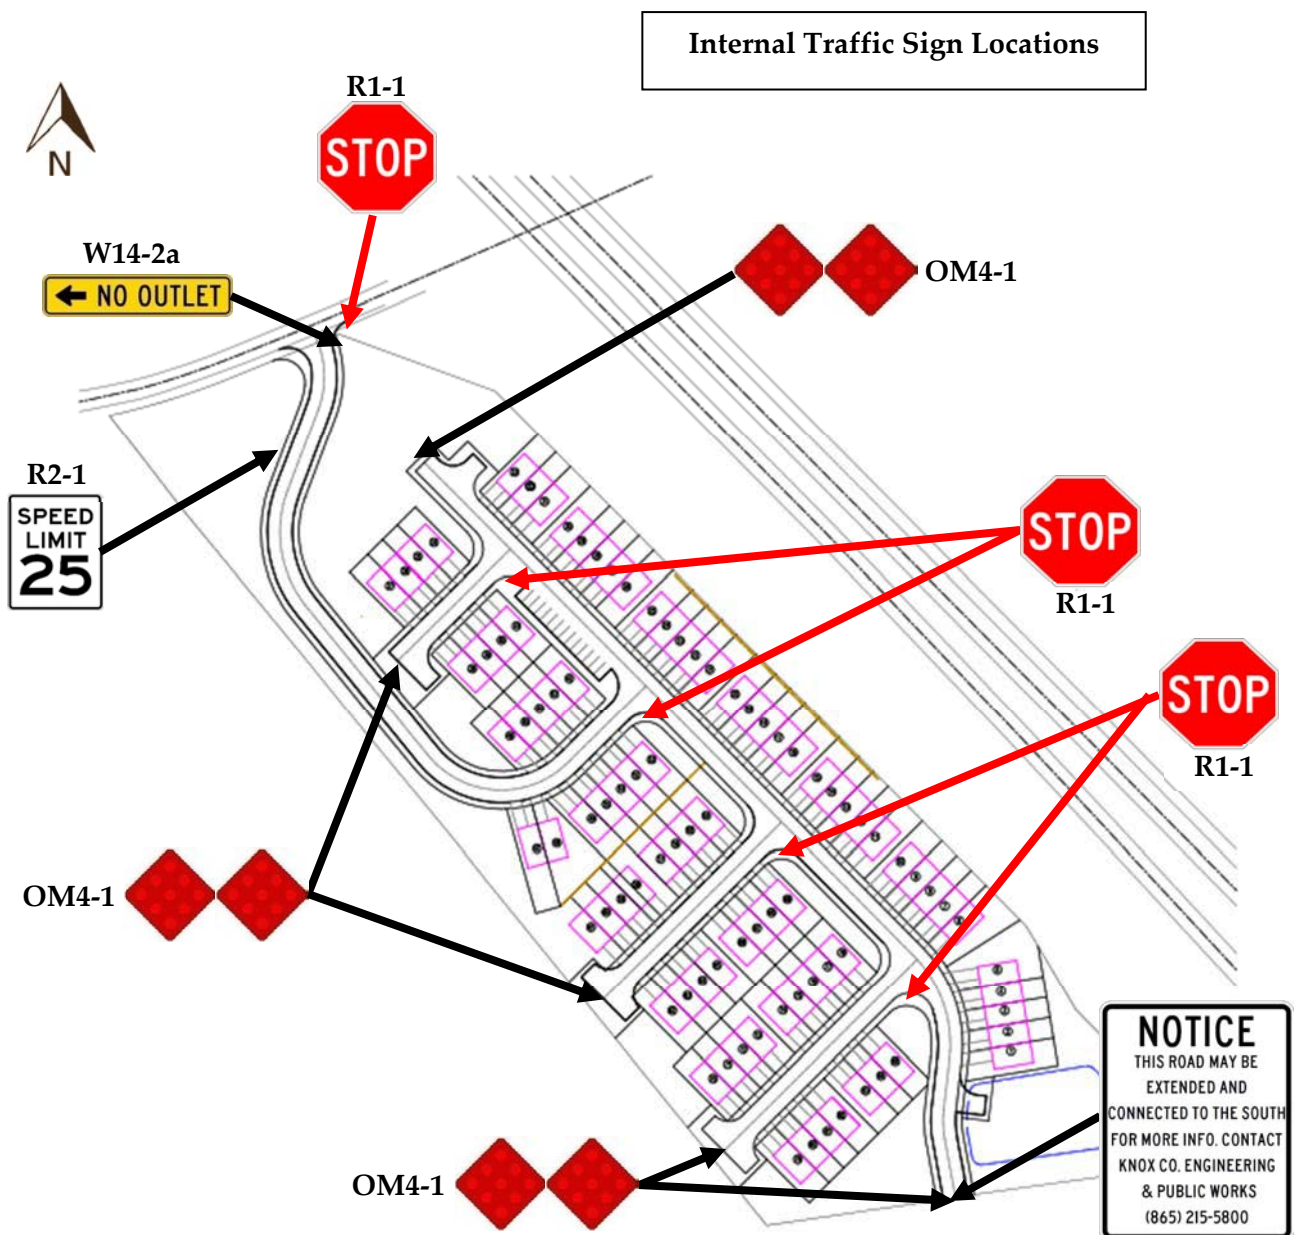 Internal Traffic Sign Locations
R1-1
STOP
N
W14-2a
← NO OUTLET
OM4-1
R2-1
SPEED
LIMIT
25
STOP
R1-1
STOP
R1-1
OM4-1
NOTICE
THIS ROAD MAY BE
EXTENDED AND
CONNECTED TO THE SOUTH
FOR MORE INFO. CONTACT
KNOX CO. ENGINEERING
& PUBLIC WORKS
(865) 215-5800
OM4-1